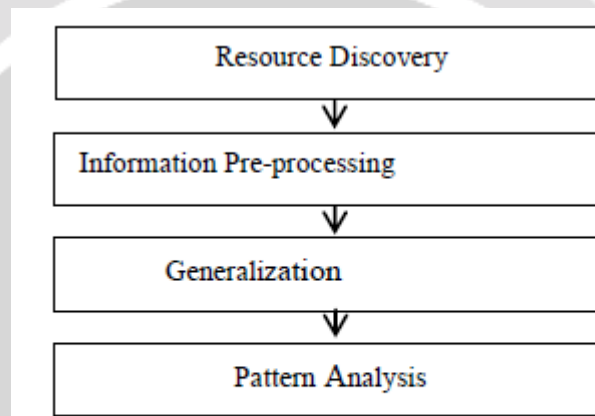 Resource Discovery
Information Pre-processing
Generalization
Pattern Analysis